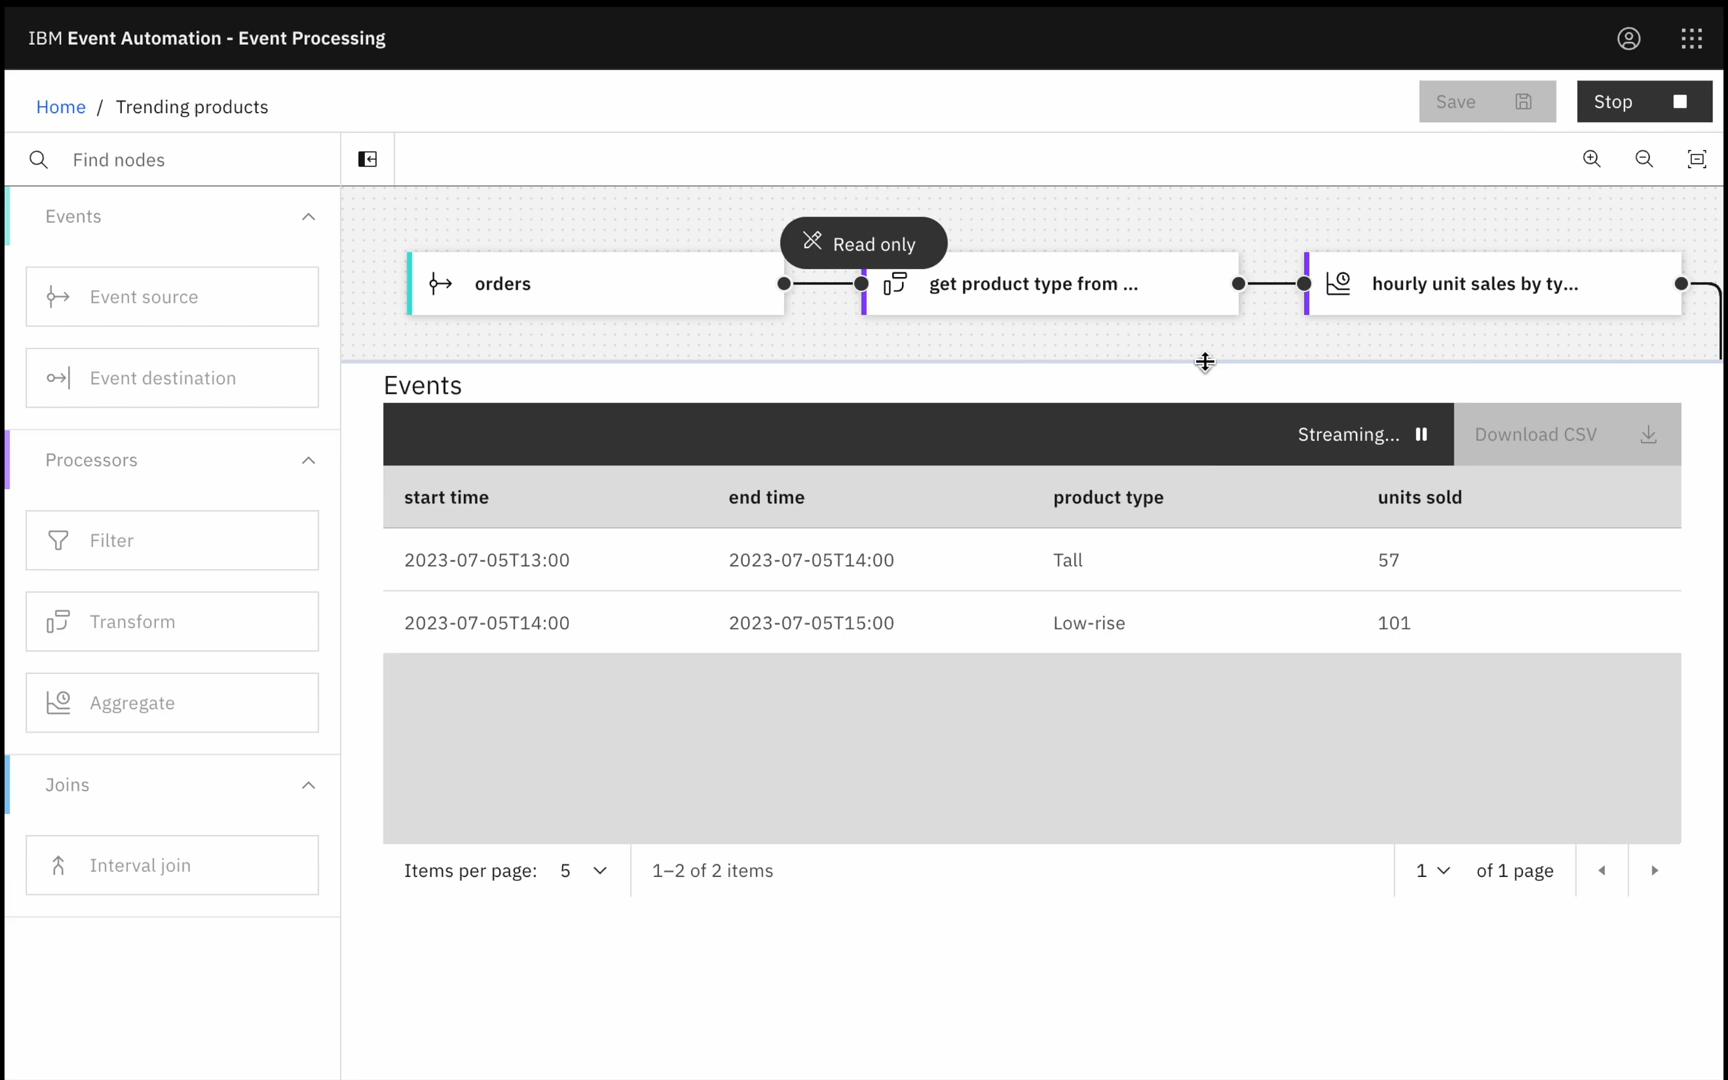 IBM Event Automation - Event Processing
Home / Trending products
Save
Stop
Find nodes
Events
Event source
Event destination
Processors
Filter
Transform
Aggregate
Joins
Interval join
Read only
orders
get product type from ...
hourly unit sales by ty...
Events
Streaming...
Download CSV
start time end time product type units sold
2023-07-05T13:00 2023-07-05T14:00 Tall 57
2023-07-05T14:00 2023-07-05T15:00 Low-rise 101
Items per page: 5 1–2 of 2 items 1 of 1 page